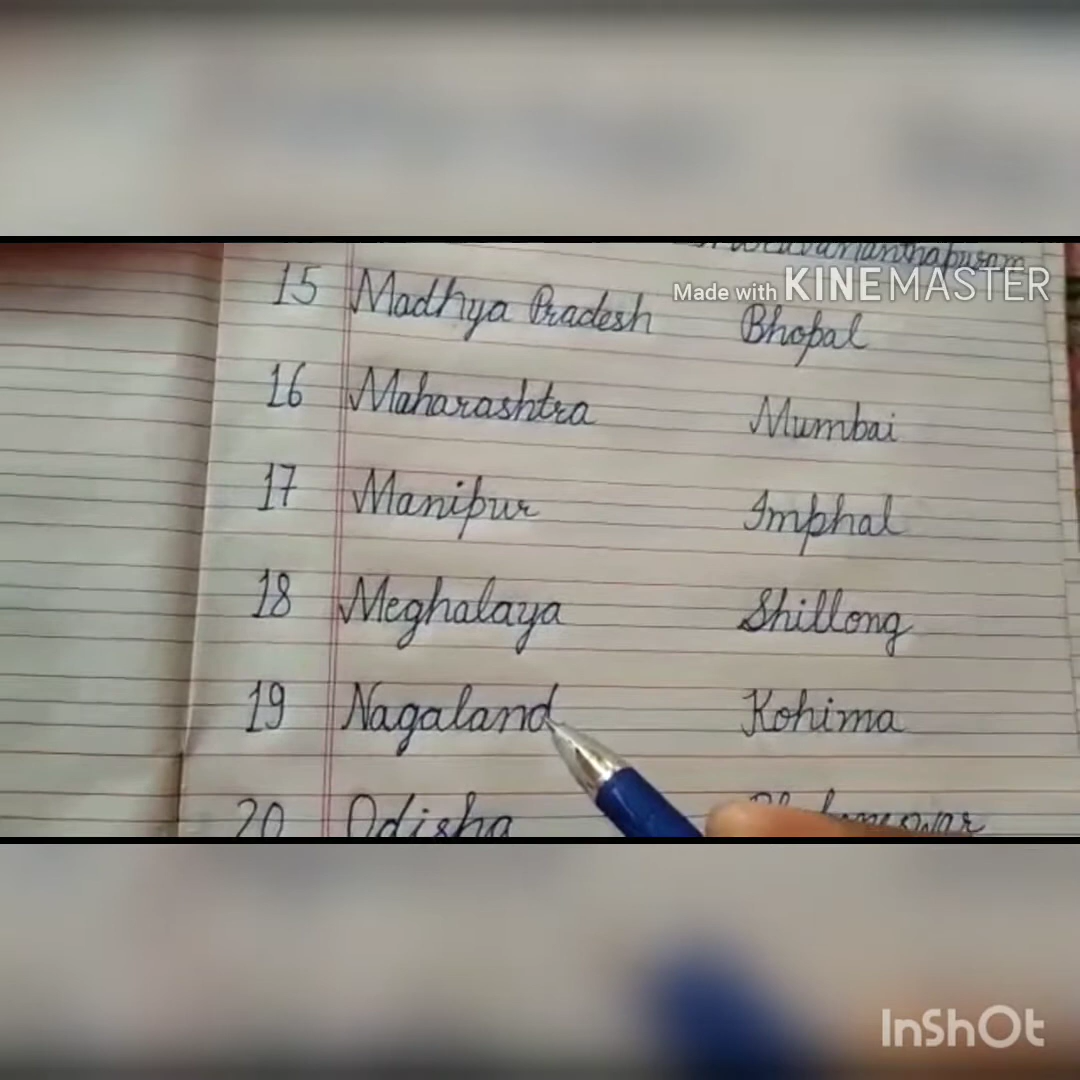 Made with KINEMASTER
15 Madhya Pradesh Bhopal
16 Maharashtra Mumbai
17 Manipur Imphal
18 Meghalaya Shillong
19 Nagaland Kohima
20 Odisha
InShOt